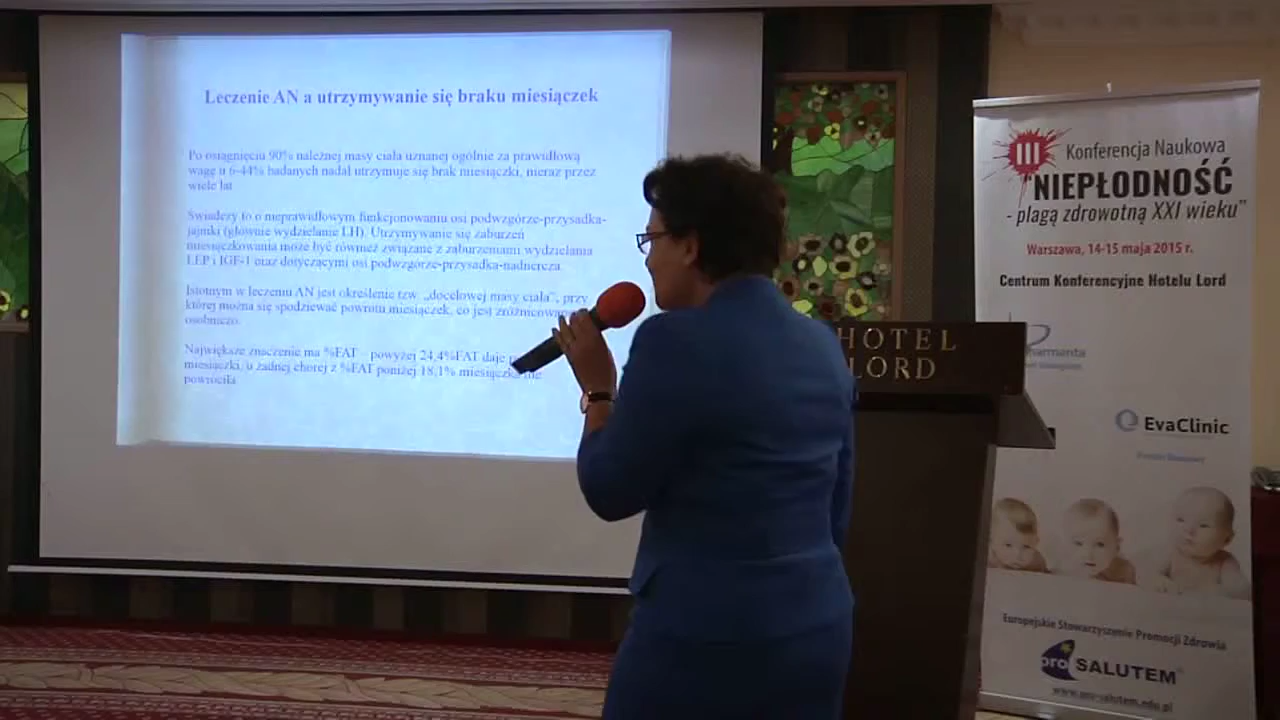 Leczenie AN a utrzymywanie się braku miesiączek
Po osiągnięciu 90% należnej masy ciała uznanej ogólnie za prawidłową
wagę u 6-44% badanych nadal utrzymuje się brak miesiączki, nieraz przez
wiele lat
Świadczy to o nieprawidłowym funkcjonowaniu osi podwzgórze-przysadka-
jajniki (głównie wydzielanie LH). Utrzymywanie się zaburzeń
miesiączkowania może być również związane z zaburzeniami wydzielania
LEP i IGF-1 oraz dotyczącymi osi podwzgórze-przysadka-nadnercza.
Istotnym w leczeniu AN jest określenie tzw. „docelowej masy ciała", przy
której można się spodziewać powrotu miesiączek, co jest
osobniczo.
Największe znaczenie ma %FAT – powyżej 24,4%FAT daje
miesiączki, u żadnej chorej z %FAT poniżej 18,1% nie
powróciła
HOTEL
LORD
III Konferencja Naukowa
"NIEPŁODNOŚĆ
- plagą zdrowotną XXI wieku"
Warszawa, 14-15 maja 2015 r.
Centrum Konferencyjne Hotelu Lord
EvaClinic
Europejskie Stowarzyszenie Promocji Zdrowia
pro SALUTEM
www.pro-salutem.edu.pl